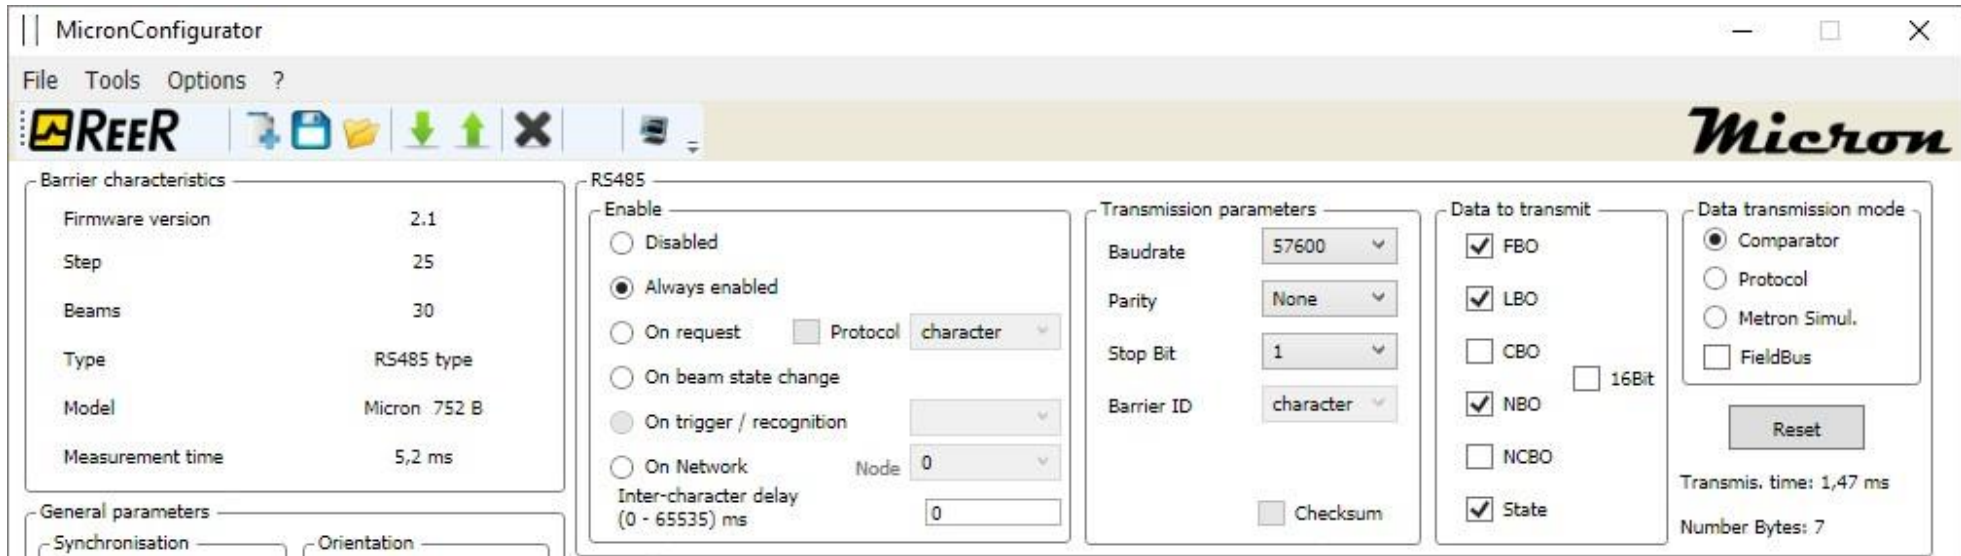 MicronConfigurator
File Tools Options ?
REER
Micron
Barrier characteristics
Firmware version 2.1
Step 25
Beams 30
Type RS485 type
Model Micron 752 B
Measurement time 5,2 ms
General parameters
Synchronisation
Orientation
RS485
Enable
Disabled
Always enabled
On request Protocol character
On beam state change
On trigger / recognition
On Network Node 0
Inter-character delay
(0 - 65535) ms 0
Transmission parameters
Baudrate 57600
Parity None
Stop Bit 1
Barrier ID character
Checksum
Data to transmit
FBO
LBO
CBO
16Bit
NBO
NCBO
State
Data transmission mode
Comparator
Protocol
Metron Simul.
FieldBus
Reset
Transmis. time: 1,47 ms
Number Bytes: 7